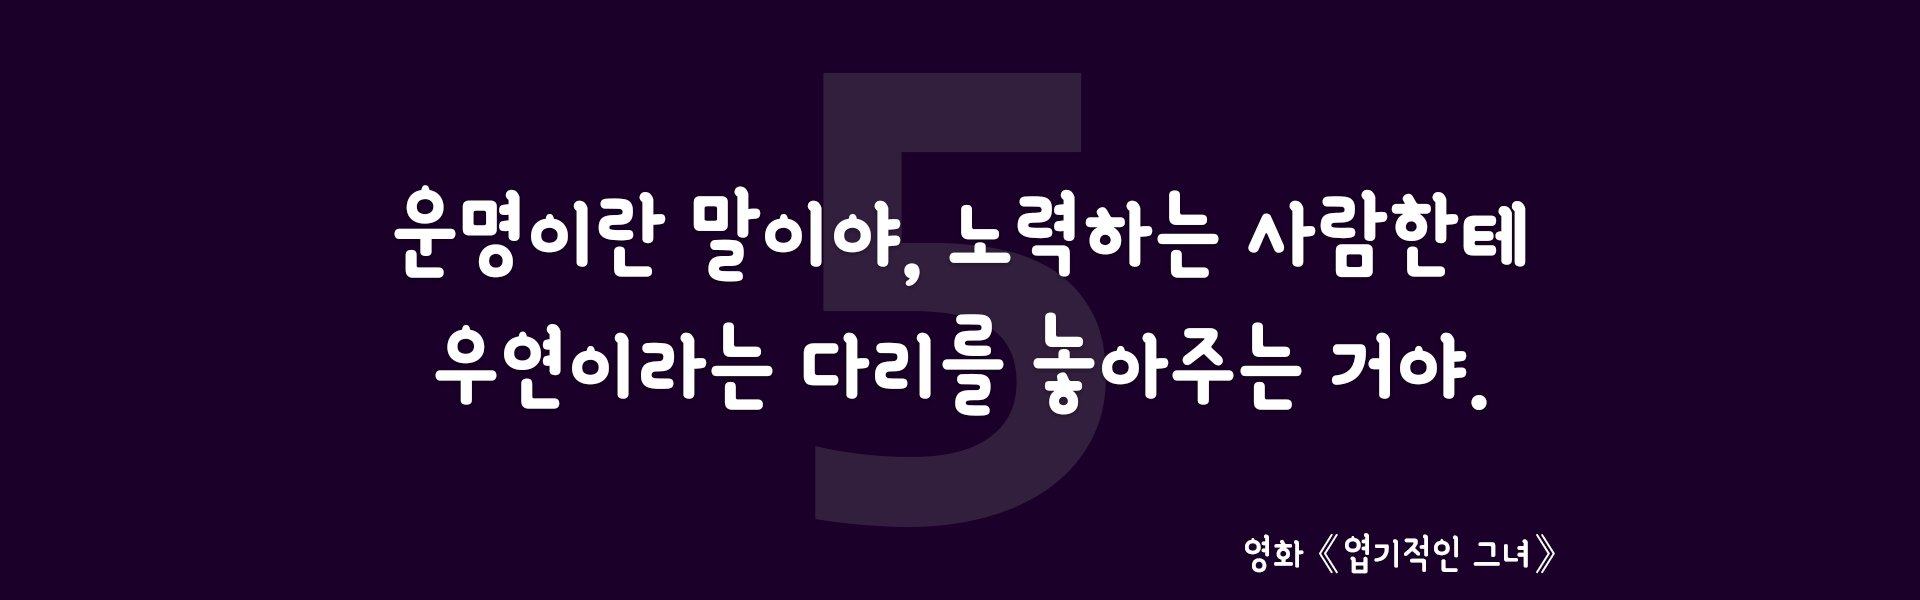 5
운명이란 말이야, 노력하는 사람한테
우연이라는 다리를 놓아주는 거야.
영화 《엽기적인 그녀》